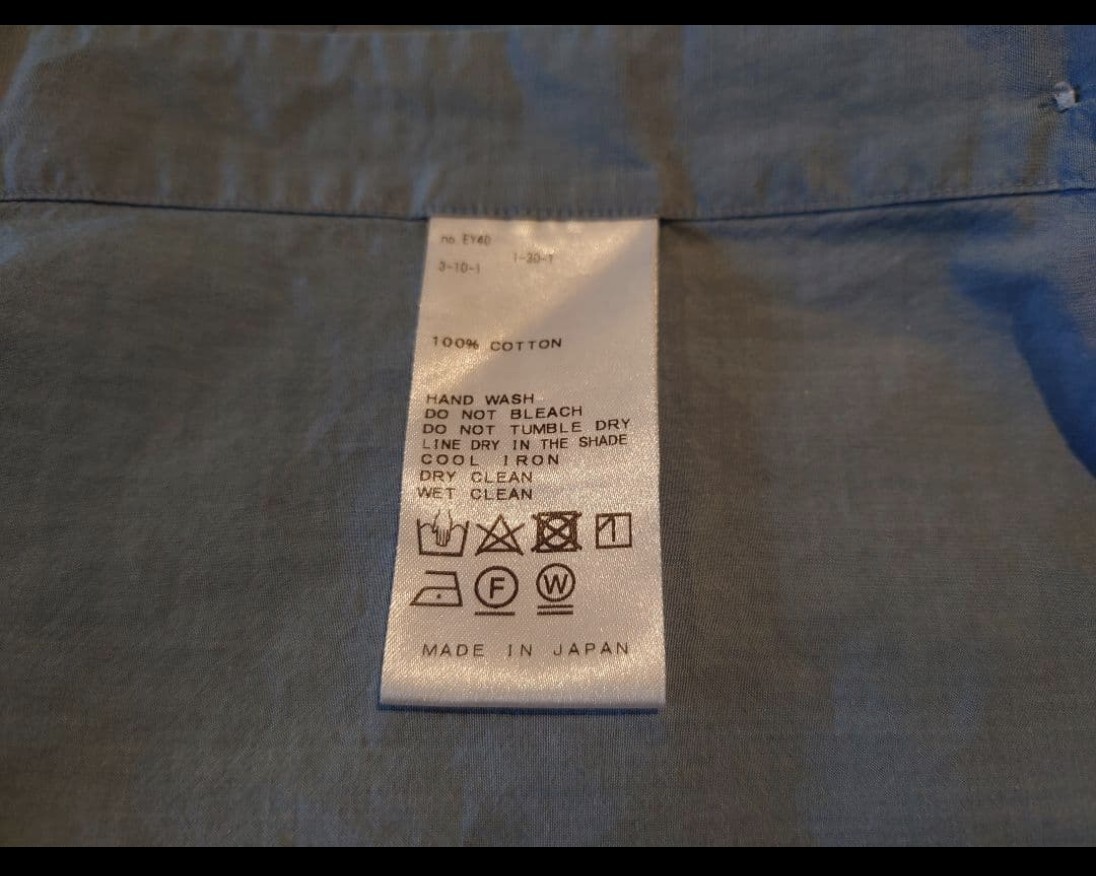 no. EY40
3-10-1 1-30-1
100% COTTON
HAND WASH
DO NOT BLEACH
DO NOT TUMBLE DRY
LINE DRY IN THE SHADE
COOL IRON
DRY CLEAN
WET CLEAN
F W
MADE IN JAPAN